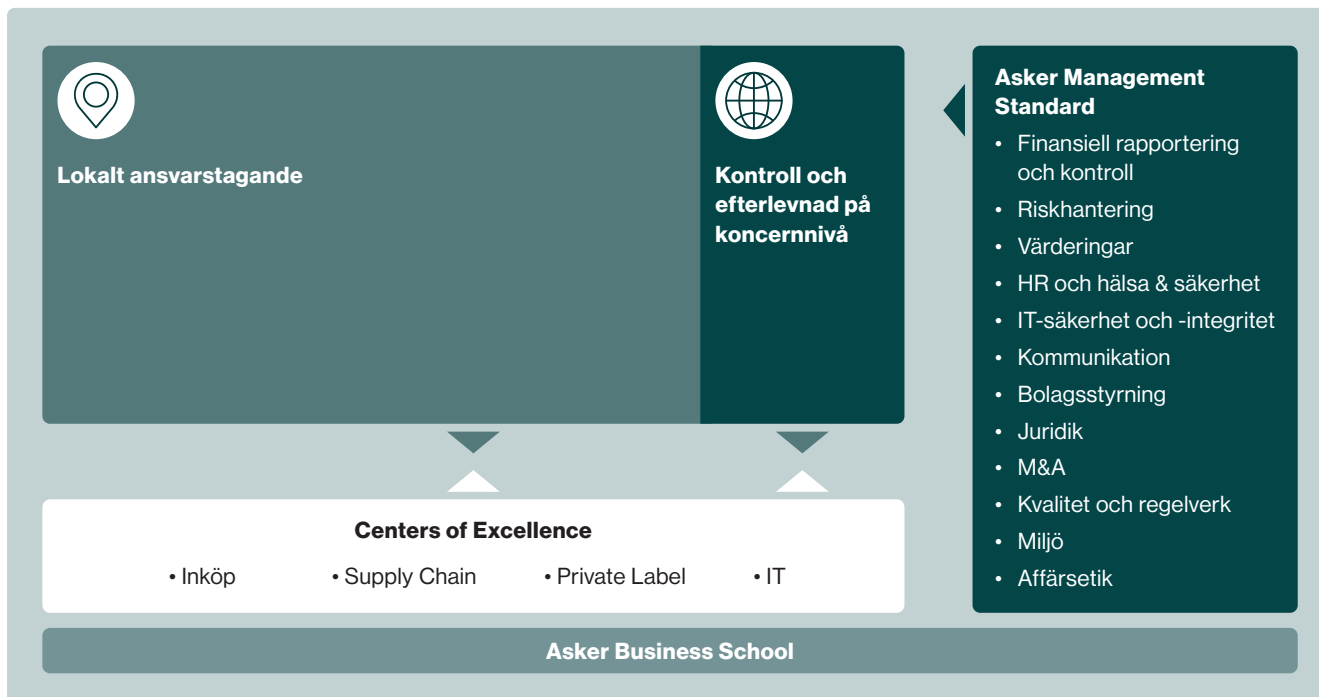 Lokalt ansvarstagande
Kontroll och
efterlevnad på
koncernnivå
Asker Management
Standard
• Finansiell rapportering
och kontroll
• Riskhantering
• Värderingar
• HR och hälsa & säkerhet
• IT-säkerhet och -integritet
• Kommunikation
• Bolagsstyrning
• Juridik
• M&A
• Kvalitet och regelverk
• Miljö
• Affärsetik
Centers of Excellence
• Inköp • Supply Chain • Private Label • IT
Asker Business School